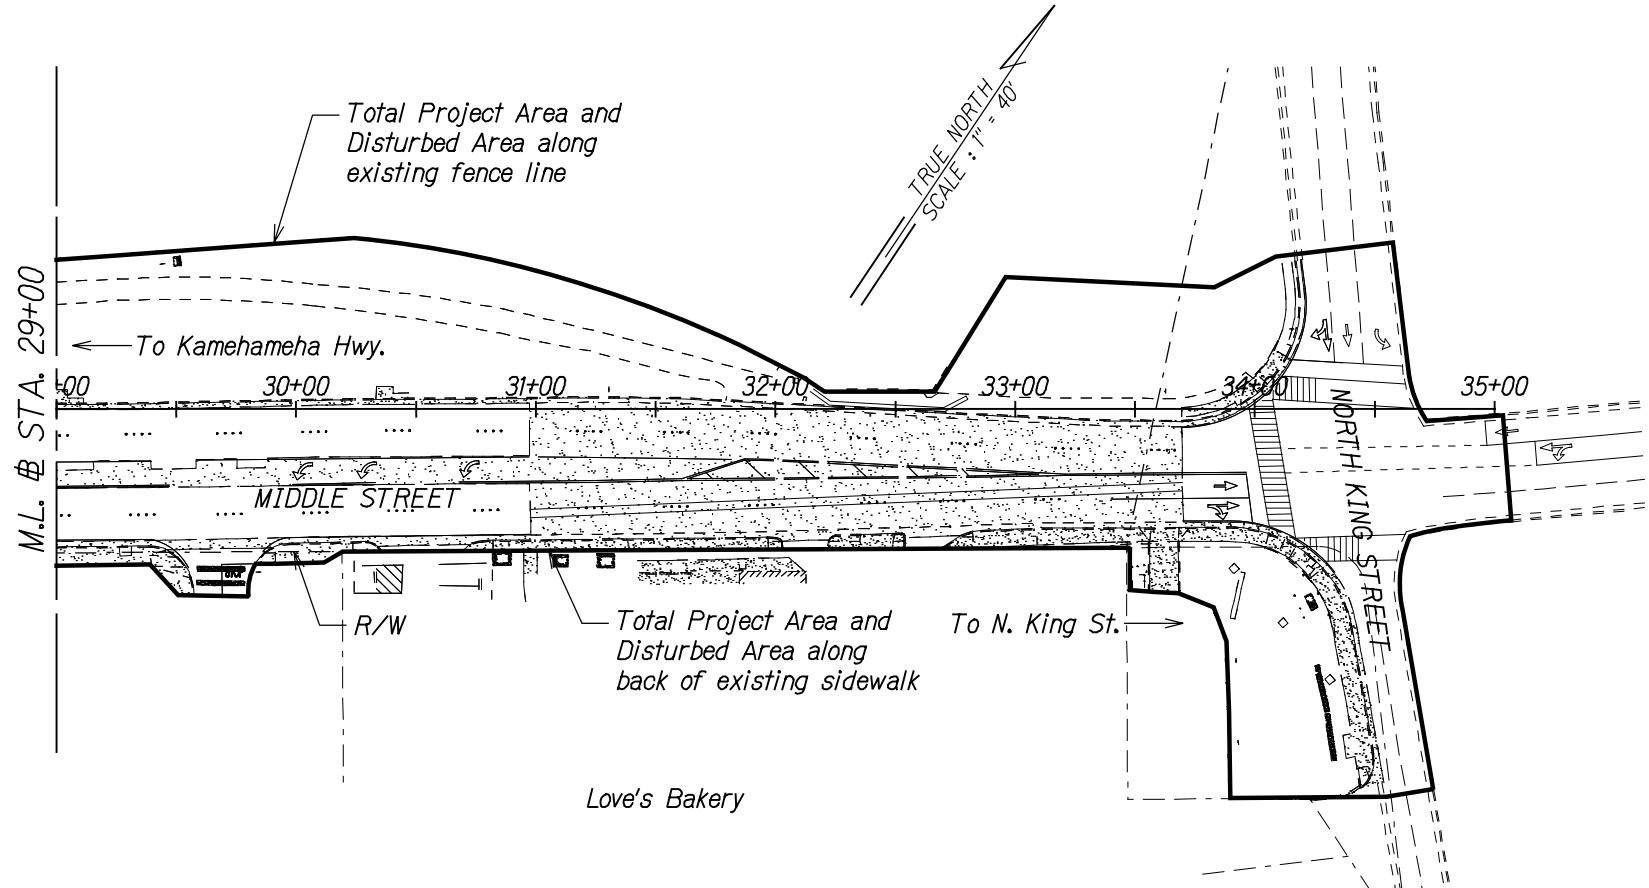 Total Project Area and
Disturbed Area along
existing fence line
TRUE NORTH
SCALE : 1" = 40'
M.L. ₽ STA. 29+00
To Kamehameha Hwy.
+00
30+00
31+00
32+00
33+00
34+00
35+00
MIDDLE STREET
NORTH KING STREET
R/W
Total Project Area and
Disturbed Area along
back of existing sidewalk
To N. King St.
Love's Bakery